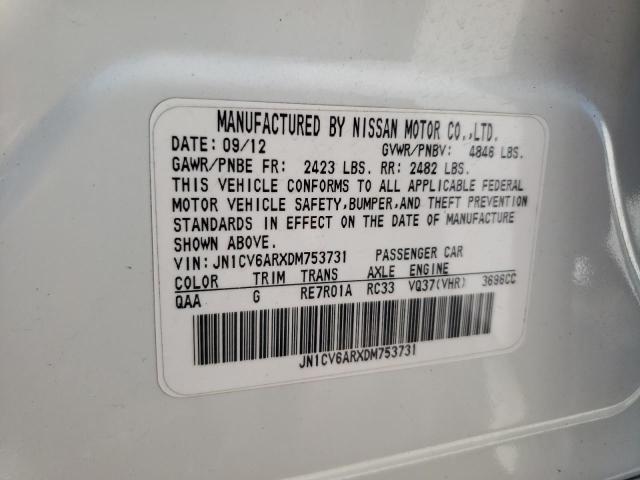 MANUFACTURED BY NISSAN MOTOR CO.,LTD.
DATE: 09/12 GVWR/PNBV: 4846 LBS.
GAWR/PNBE FR: 2423 LBS. RR: 2482 LBS.
THIS VEHICLE CONFORMS TO ALL APPLICABLE FEDERAL
MOTOR VEHICLE SAFETY,BUMPER,AND THEFT PREVENTION
STANDARDS IN EFFECT ON THE DATE OF MANUFACTURE
SHOWN ABOVE.
VIN:JN1CV6ARXDM753731 PASSENGER CAR
COLOR TRIM TRANS AXLE ENGINE
QAA G RE7R01A RC33 VQ37(VHR) 3696CC
JN1CV6ARXDM753731